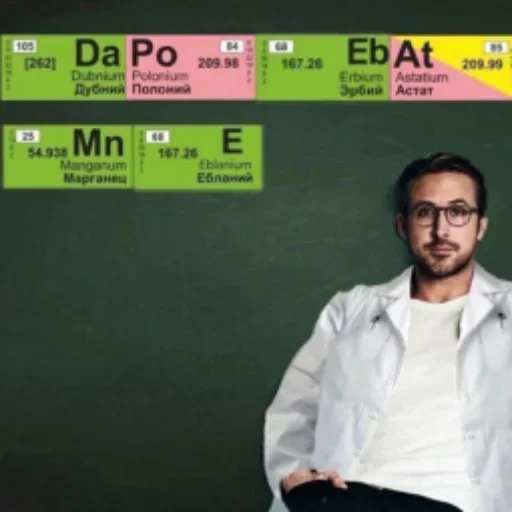 105 Da [262] Dubnium Дубний
Po 84 209.98 Polonium Полоний
68 Eb 167.26 Erbium Эрбий
At 85 209.99 Astatium Астат
25 Mn 54.938 Manganum Марганец
68 E 167.26 Eblanium Ебланий